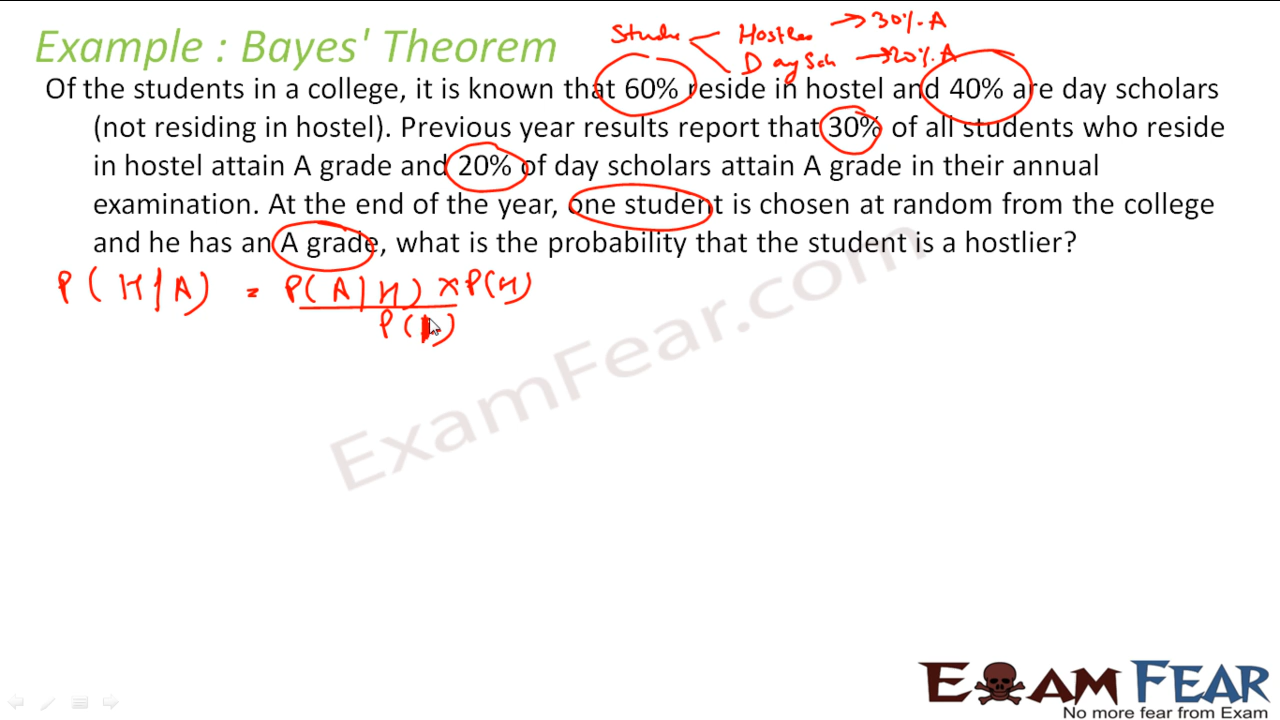 Example : Bayes' Theorem
Hostler → 30% A
Day Sch → 20% A
Of the students in a college, it is known that 60% reside in hostel and 40% are day scholars
(not residing in hostel). Previous year results report that 30% of all students who reside
in hostel attain A grade and 20% of day scholars attain A grade in their annual
examination. At the end of the year, one student is chosen at random from the college
and he has an A grade, what is the probability that the student is a hostlier?
P ( H | A ) = P( A | H ) × P(H)
P (
ExamFear.com
EXAM FEAR
No more fear from Exam